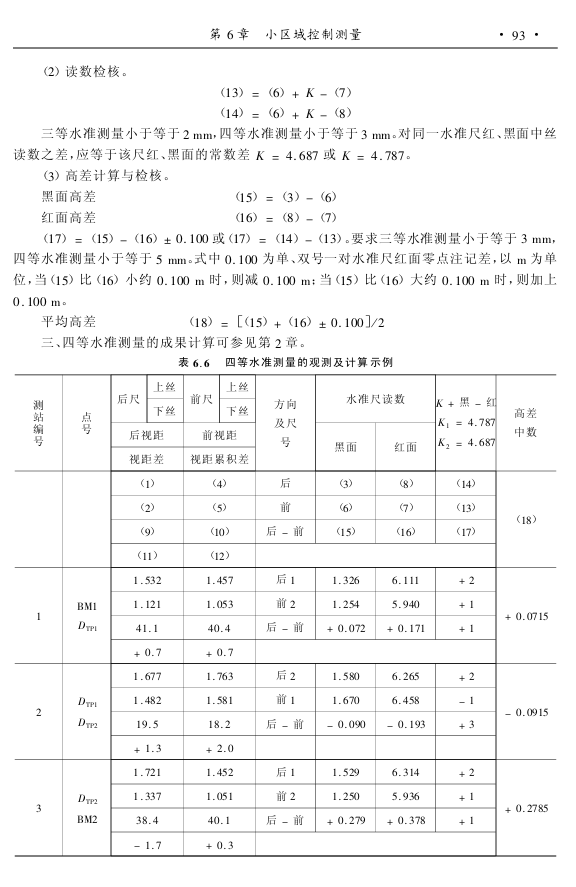 第 6 章　小区域控制测量　· 93 ·
(2) 读数检核。
(13) = (6) + K - (7)
(14) = (6) + K - (8)
三等水准测量小于等于 2 mm,四等水准测量小于等于 3 mm。对同一水准尺红、黑面中丝
读数之差,应等于该尺红、黑面的常数差 K = 4.687 或 K = 4.787。
(3) 高差计算与检核。
黑面高差　(15) = (3) - (6)
红面高差　(16) = (8) - (7)
(17) = (15) - (16) ± 0.100 或 (17) = (14) - (13)。要求三等水准测量小于等于 3 mm,
四等水准测量小于等于 5 mm。式中 0.100 为单、双号一对水准尺红面零点注记差,以 m 为单
位,当(15) 比(16) 小约 0.100 m 时,则减 0.100 m;当(15) 比(16) 大约 0.100 m 时,则加上
0.100 m。
平均高差　(18) = [(15) + (16) ± 0.100]/2
三、四等水准测量的成果计算可参见第 2 章。
表 6.6　四等水准测量的观测及计算示例
测站编号　点号　后尺　上丝　下丝　前尺　上丝　下丝　方向及尺号　水准尺读数　K + 黑 - 红　K1 = 4.787　K2 = 4.687　高差中数
后视距　前视距　黑面　红面
视距差　视距累积差
(1)　(4)　后　(3)　(8)　(14)
(2)　(5)　前　(6)　(7)　(13)
(18)
(9)　(10)　后 - 前　(15)　(16)　(17)
(11)　(12)
1.532　1.457　后 1　1.326　6.111　+ 2
1　BM1　1.121　1.053　前 2　1.254　5.940　+ 1　+ 0.0715
DTP1　41.1　40.4　后 - 前　+ 0.072　+ 0.171　+ 1
+ 0.7　+ 0.7
1.677　1.763　后 2　1.580　6.265　+ 2
2　DTP1　1.482　1.581　前 1　1.670　6.458　- 1　- 0.0915
DTP2　19.5　18.2　后 - 前　- 0.090　- 0.193　+ 3
+ 1.3　+ 2.0
1.721　1.452　后 1　1.529　6.314　+ 2
3　DTP2　1.337　1.051　前 2　1.250　5.936　+ 1　+ 0.2785
BM2　38.4　40.1　后 - 前　+ 0.279　+ 0.378　+ 1
- 1.7　+ 0.3